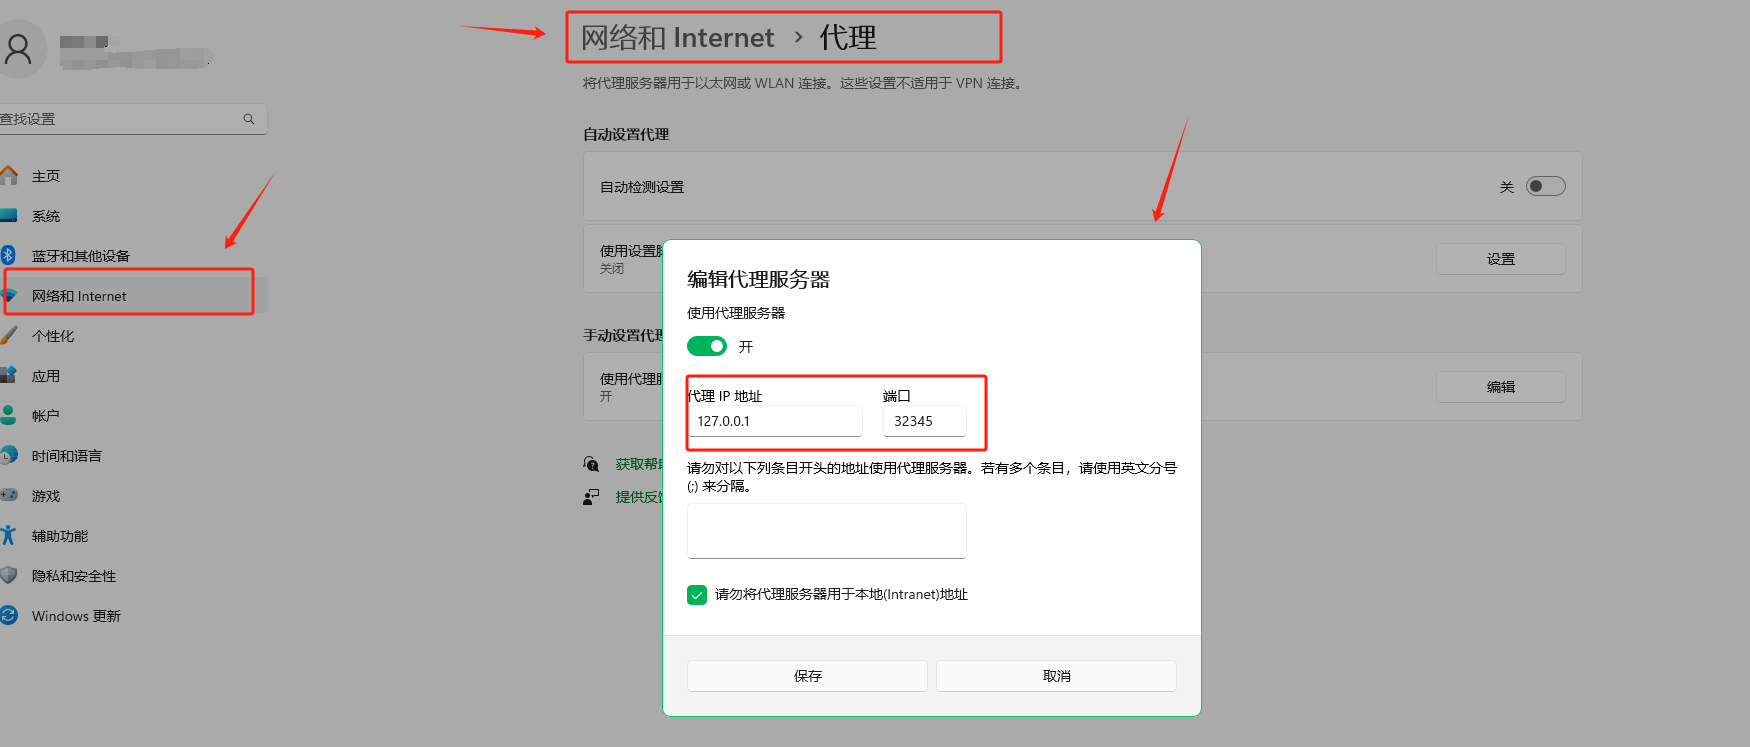 网络和 Internet › 代理
将代理服务器用于以太网或 WLAN 连接。这些设置不适用于 VPN 连接。
查找设置
主页
系统
蓝牙和其他设备
网络和 Internet
个性化
应用
帐户
时间和语言
游戏
辅助功能
隐私和安全性
Windows 更新
自动设置代理
自动检测设置
关
使用设置
关闭
设置
手动设置代理
使用代理
开
编辑
获取帮
提供反
编辑代理服务器
使用代理服务器
开
代理 IP 地址
端口
127.0.0.1
32345
请勿对以下列条目开头的地址使用代理服务器。若有多个条目，请使用英文分号
(;) 来分隔。
请勿将代理服务器用于本地(Intranet)地址
保存
取消